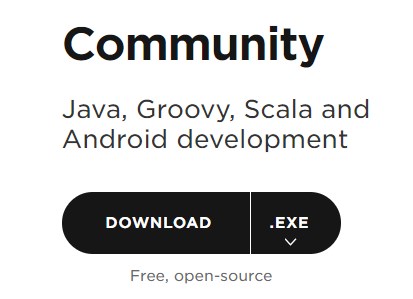 Community
Java, Groovy, Scala and
Android development
DOWNLOAD
.EXE
Free, open-source